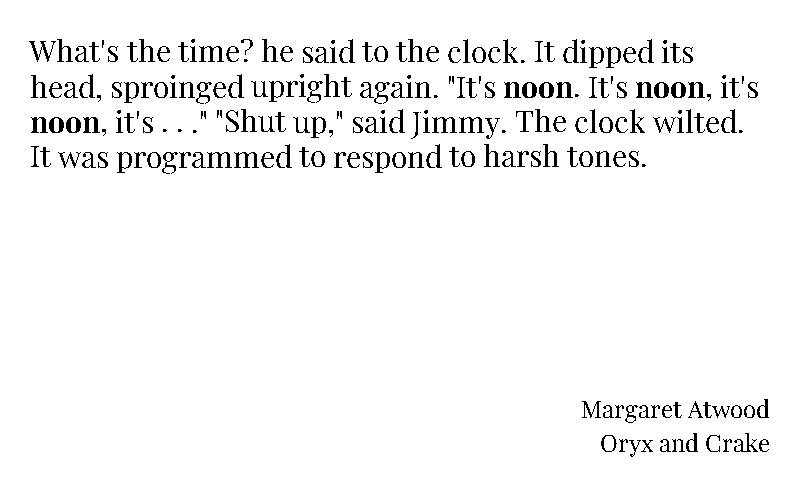 What's the time? he said to the clock. It dipped its
head, sproinged upright again. "It's noon. It's noon, it's
noon, it's . . ." "Shut up," said Jimmy. The clock wilted.
It was programmed to respond to harsh tones.
Margaret Atwood
Oryx and Crake